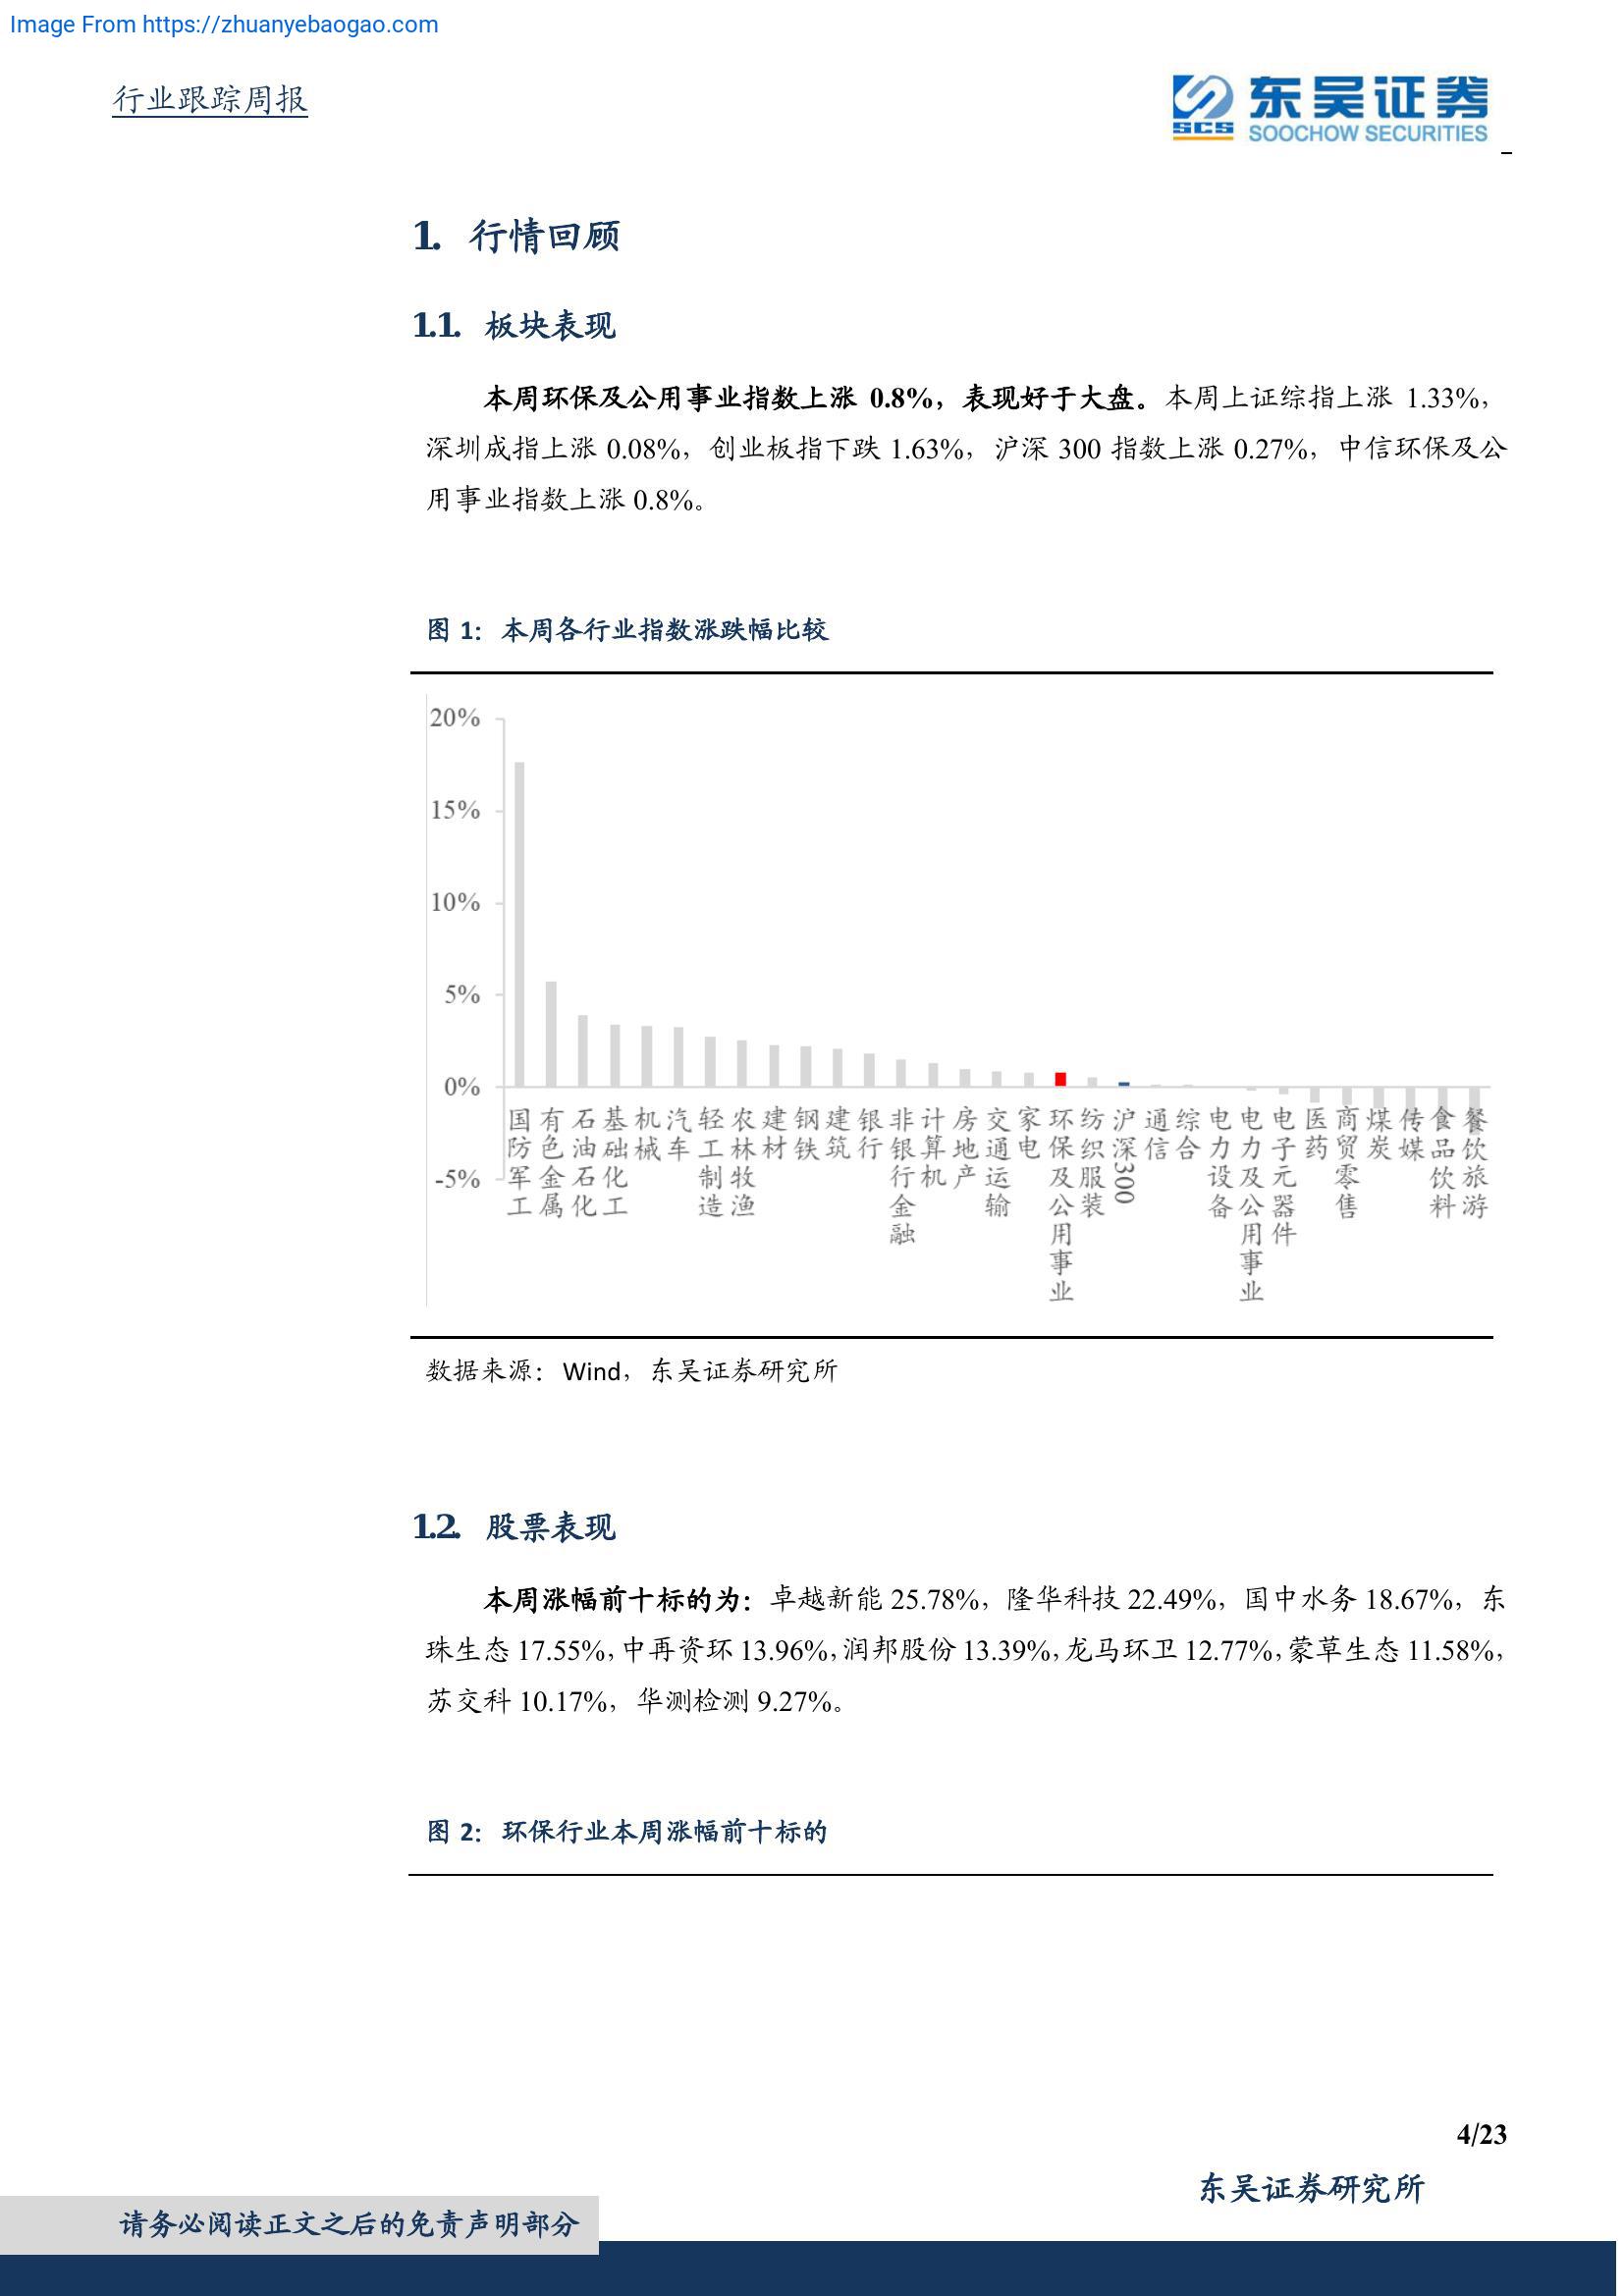 Image From https://zhuanyebaogao.com
行业跟踪周报
东吴证券
SCS
SOOCHOW SECURITIES
1. 行情回顾
1.1. 板块表现
本周环保及公用事业指数上涨 0.8%，表现好于大盘。本周上证综指上涨 1.33%，
深圳成指上涨 0.08%，创业板指下跌 1.63%，沪深 300 指数上涨 0.27%，中信环保及公
用事业指数上涨 0.8%。
图 1：本周各行业指数涨跌幅比较
20%
15%
10%
5%
0%
-5%
国防军工
有色金属
石油石化
基础化工
机械
汽车
轻工制造
农林牧渔
建材
钢铁
建筑
银行
非银行金融
计算机
房地产
交通运输
家电
环保及公用事业
纺织服装
沪深300
通信
综合
电力设备
电力及公用事业
电子元器件
医药
商贸零售
煤炭
传媒
食品饮料
餐饮旅游
数据来源：Wind，东吴证券研究所
1.2. 股票表现
本周涨幅前十标的为：卓越新能 25.78%，隆华科技 22.49%，国中水务 18.67%，东
珠生态 17.55%，中再资环 13.96%，润邦股份 13.39%，龙马环卫 12.77%，蒙草生态 11.58%，
苏交科 10.17%，华测检测 9.27%。
图 2：环保行业本周涨幅前十标的
4/23
东吴证券研究所
请务必阅读正文之后的免责声明部分